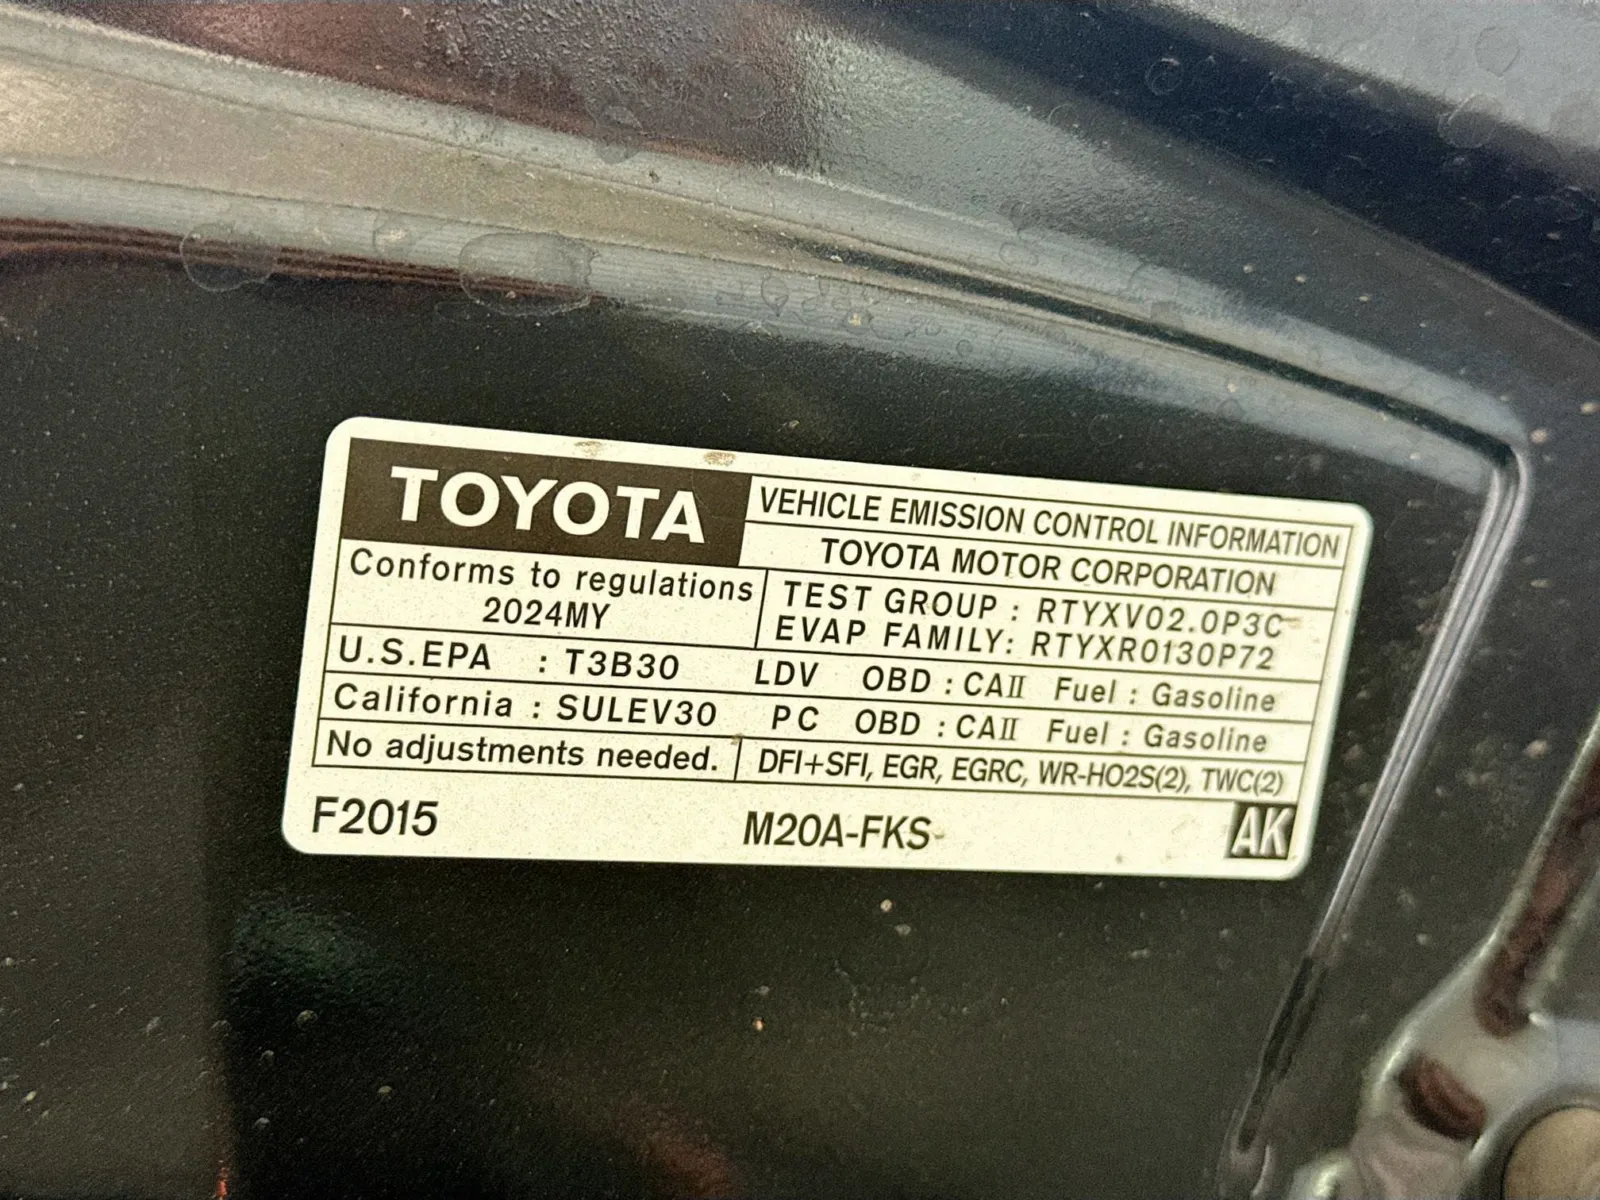 TOYOTA
VEHICLE EMISSION CONTROL INFORMATION
TOYOTA MOTOR CORPORATION
Conforms to regulations
2024MY
TEST GROUP : RTYXV02.0P3C
EVAP FAMILY: RTYXR0130P72
U.S.EPA : T3B30 LDV OBD : CAII Fuel : Gasoline
California : SULEV30 PC OBD : CAII Fuel : Gasoline
No adjustments needed.
DFI+SFI, EGR, EGRC, WR-HO2S(2), TWC(2)
F2015 M20A-FKS AK